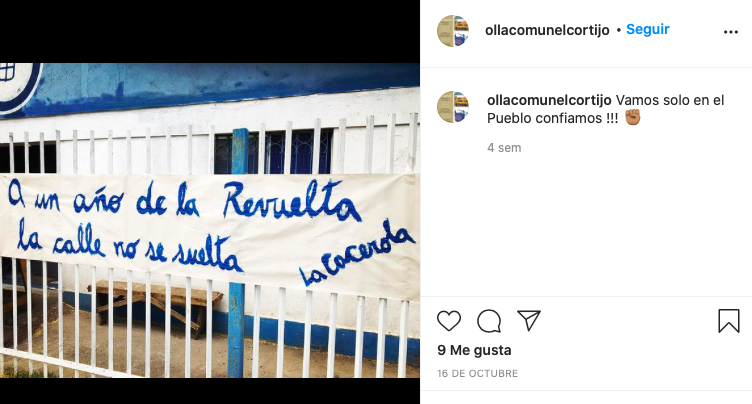 A un año de la Revuelta
la calle no se suelta
La Cacerola
ollacomunelcortijo • Seguir
ollacomunelcortijo Vamos solo en el
Pueblo confiamos !!! ✊🏽
4 sem
9 Me gusta
16 DE OCTUBRE